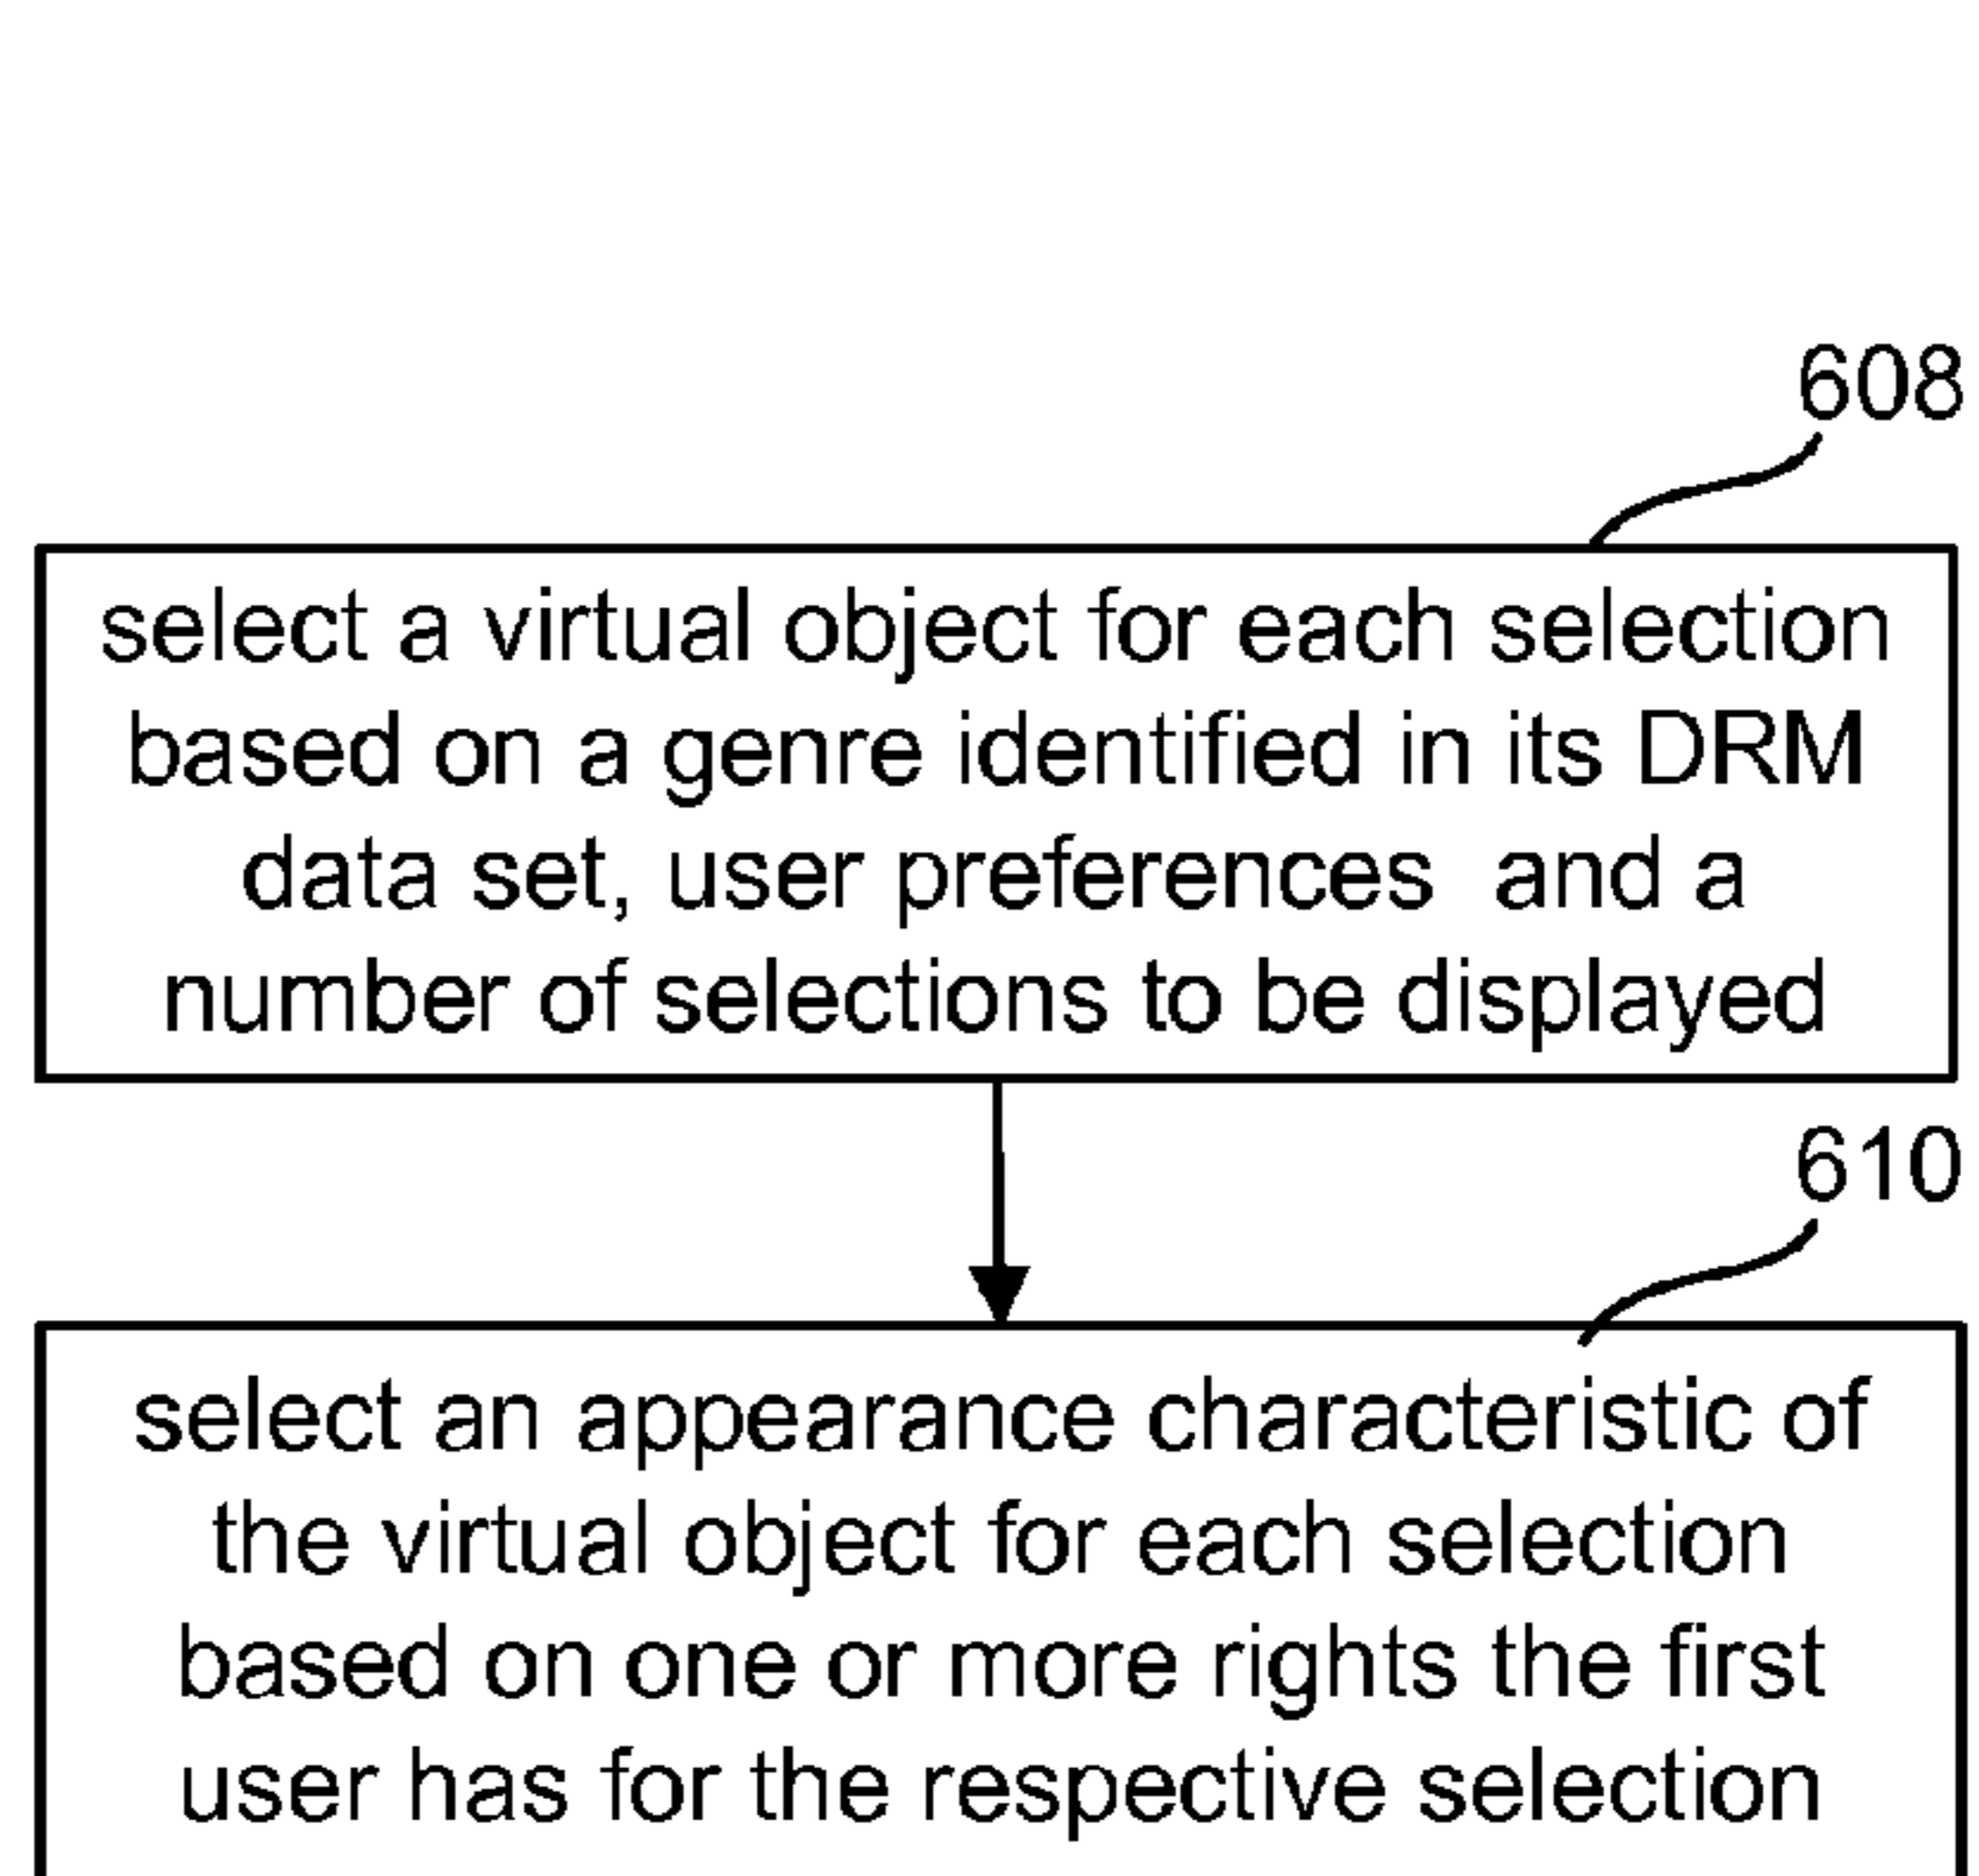 608
select a virtual object for each selection
based on a genre identified in its DRM
data set, user preferences  and a
number of selections to be displayed
610
select an appearance characteristic of
the virtual object for each selection
based on one or more rights the first
user has for the respective selection